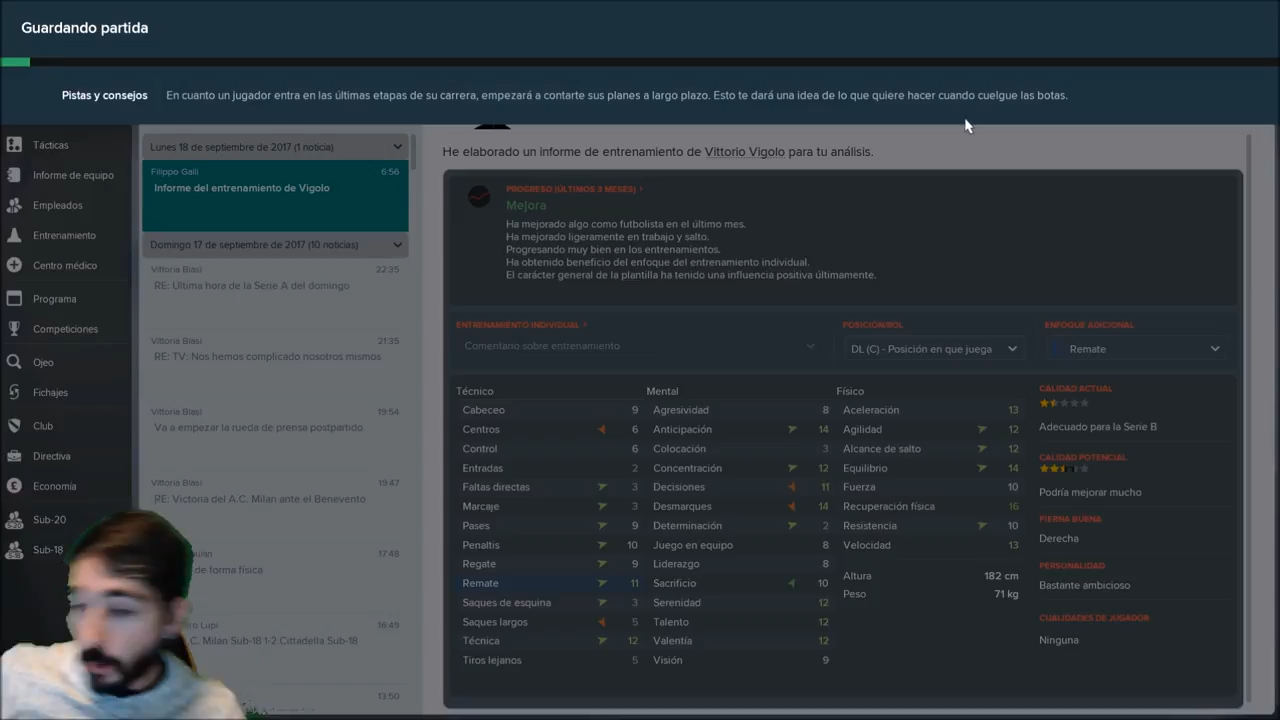 Guardando partida
Pistas y consejos En cuanto un jugador entra en las últimas etapas de su carrera, empezará a contarte sus planes a largo plazo. Esto te dará una idea de lo que quiere hacer cuando cuelgue las botas.
Tácticas
Informe de equipo
Empleados
Entrenamiento
Centro médico
Programa
Competiciones
Ojeo
Fichajes
Club
Directiva
Economía
Sub-20
Sub-18
Lunes 18 de septiembre de 2017 (1 noticia)
Filippo Galli 6:56
Informe del entrenamiento de Vigolo
Domingo 17 de septiembre de 2017 (10 noticias)
Vittoria Blasi 22:35
RE: Última hora de la Serie A del domingo
Vittoria Blasi 21:35
RE: TV: Nos hemos complicado nosotros mismos
Vittoria Blasi 19:54
Va a empezar la rueda de prensa postpartido
Vittoria Blasi 19:47
RE: Victoria del A.C. Milan ante el Benevento
17:48
de forma física
Lupi 16:49
C. Milan Sub-18 1-2 Cittadella Sub-18
13:50
He elaborado un informe de entrenamiento de Vittorio Vigolo para tu análisis.
PROGRESO (ÚLTIMOS 3 MESES)
Mejora
Ha mejorado algo como futbolista en el último mes.
Ha mejorado ligeramente en trabajo y salto.
Progresando muy bien en los entrenamientos.
Ha obtenido beneficio del enfoque del entrenamiento individual.
El carácter general de la plantilla ha tenido una influencia positiva últimamente.
ENTRENAMIENTO INDIVIDUAL
Comentario sobre entrenamiento
POSICIÓN/ROL
DL (C) - Posición en que juega
ENFOQUE ADICIONAL
Remate
Técnico
Cabeceo 9
Centros 6
Control 6
Entradas 2
Faltas directas 3
Marcaje 3
Pases 9
Penaltis 10
Regate 9
Remate 11
Saques de esquina 3
Saques largos 5
Técnica 12
Tiros lejanos 5
Mental
Agresividad 8
Anticipación 14
Colocación 3
Concentración 12
Decisiones 11
Desmarques 14
Determinación 2
Juego en equipo 8
Liderazgo 8
Sacrificio 10
Serenidad 12
Talento 12
Valentía 12
Visión 9
Físico
Aceleración 13
Agilidad 12
Alcance de salto 12
Equilibrio 14
Fuerza 10
Recuperación física 16
Resistencia 10
Velocidad 13
Altura 182 cm
Peso 71 kg
CALIDAD ACTUAL
Adecuado para la Serie B
CALIDAD POTENCIAL
Podría mejorar mucho
PIERNA BUENA
Derecha
PERSONALIDAD
Bastante ambicioso
CUALIDADES DE JUGADOR
Ninguna